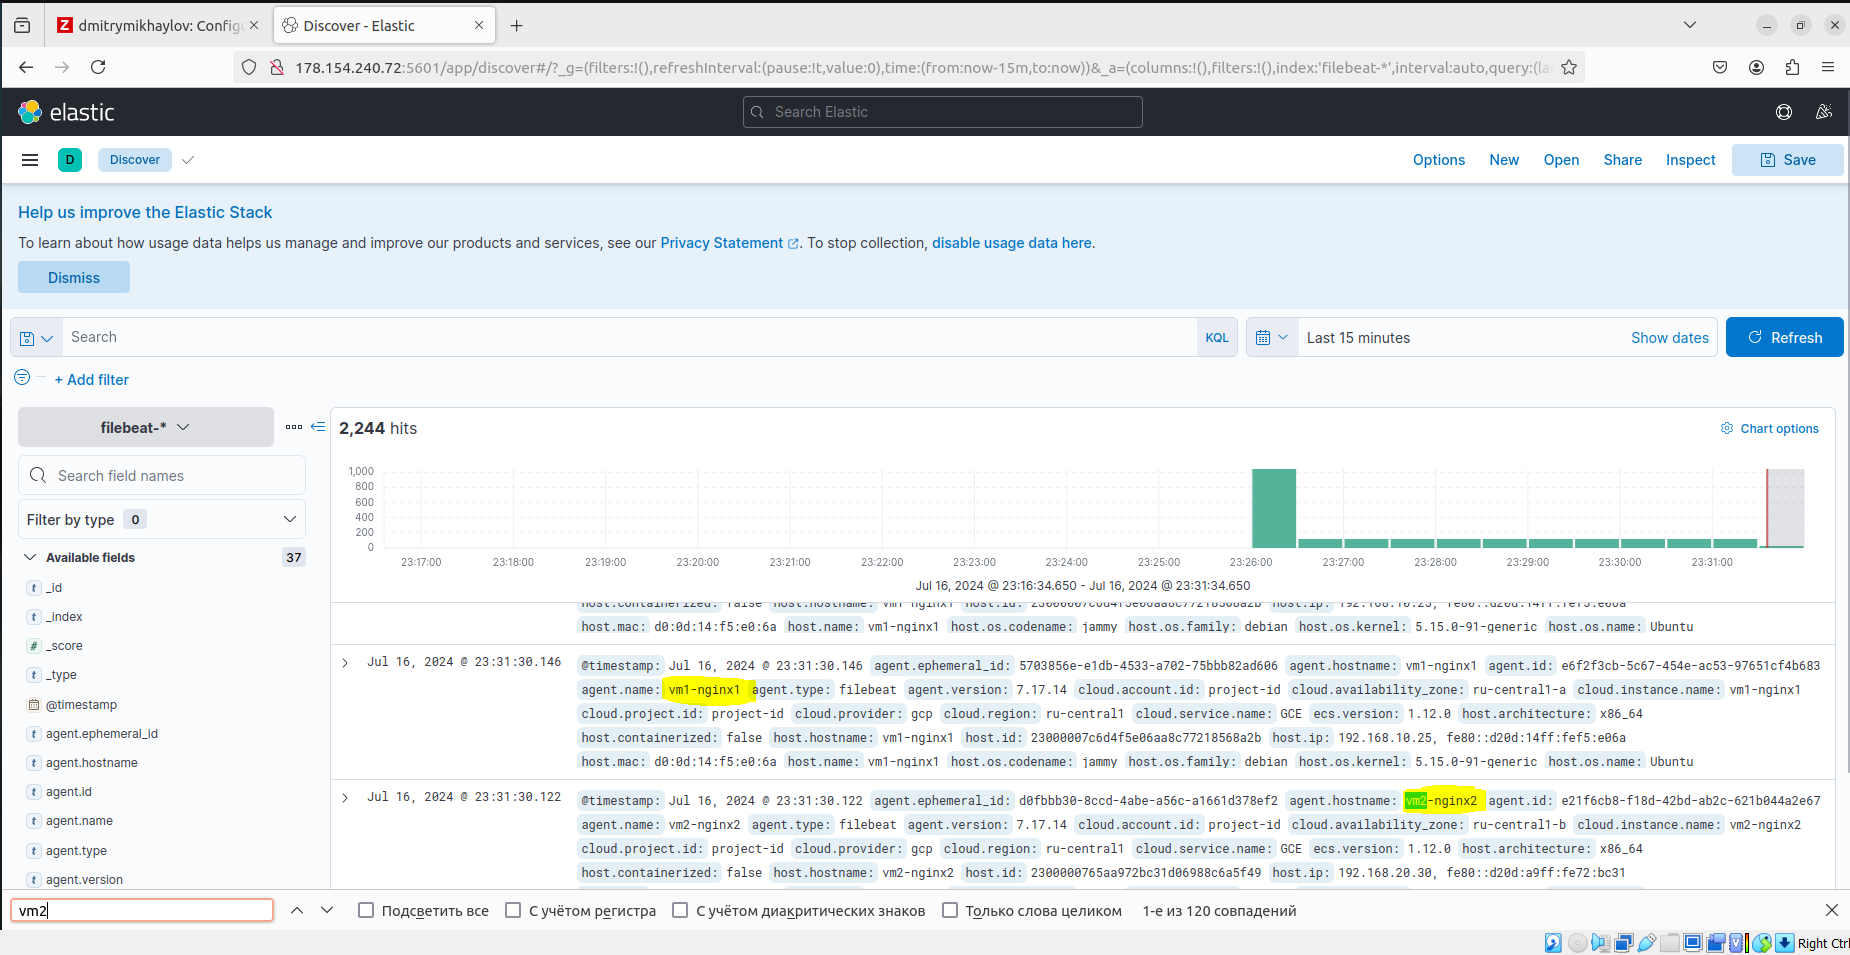 dmitrymikhaylov: Configu
Discover - Elastic
178.154.240.72:5601/app/discover#/?_g=(filters:!(),refreshInterval:(pause:!t,value:0),time:(from:now-15m,to:now))&_a=(columns:!(),filters:!(),index:'filebeat-*',interval:auto,query:(la
elastic
Search Elastic
D Discover Options New Open Share Inspect Save
Help us improve the Elastic Stack
To learn about how usage data helps us manage and improve our products and services, see our Privacy Statement. To stop collection, disable usage data here.
Dismiss
Search KQL Last 15 minutes Show dates Refresh
+ Add filter
filebeat-*
Search field names
Filter by type 0
Available fields 37
_id
_index
_score
_type
@timestamp
agent.ephemeral_id
agent.hostname
agent.id
agent.name
agent.type
agent.version
2,244 hits
Chart options
1,000
800
600
400
200
0
23:17:00 23:18:00 23:19:00 23:20:00 23:21:00 23:22:00 23:23:00 23:24:00 23:25:00 23:26:00 23:27:00 23:28:00 23:29:00 23:30:00 23:31:00
Jul 16, 2024 @ 23:16:34.650 - Jul 16, 2024 @ 23:31:34.650
host.containerized: false host.hostname: vm1-nginx1 host.id: 23000007c6d4f5e06aa8c77218568a2b host.ip: 192.168.10.25, fe80::d20d:14ff:fef5:e06a
host.mac: d0:0d:14:f5:e0:6a host.name: vm1-nginx1 host.os.codename: jammy host.os.family: debian host.os.kernel: 5.15.0-91-generic host.os.name: Ubuntu
Jul 16, 2024 @ 23:31:30.146
@timestamp: Jul 16, 2024 @ 23:31:30.146 agent.ephemeral_id: 5703856e-e1db-4533-a702-75bbb82ad606 agent.hostname: vm1-nginx1 agent.id: e6f2f3cb-5c67-454e-ac53-97651cf4b683
agent.name: vm1-nginx1 agent.type: filebeat agent.version: 7.17.14 cloud.account.id: project-id cloud.availability_zone: ru-central1-a cloud.instance.name: vm1-nginx1
cloud.project.id: project-id cloud.provider: gcp cloud.region: ru-central1 cloud.service.name: GCE ecs.version: 1.12.0 host.architecture: x86_64
host.containerized: false host.hostname: vm1-nginx1 host.id: 23000007c6d4f5e06aa8c77218568a2b host.ip: 192.168.10.25, fe80::d20d:14ff:fef5:e06a
host.mac: d0:0d:14:f5:e0:6a host.name: vm1-nginx1 host.os.codename: jammy host.os.family: debian host.os.kernel: 5.15.0-91-generic host.os.name: Ubuntu
Jul 16, 2024 @ 23:31:30.122
@timestamp: Jul 16, 2024 @ 23:31:30.122 agent.ephemeral_id: d0fbbb30-8ccd-4abe-a56c-a1661d378ef2 agent.hostname: vm2-nginx2 agent.id: e21f6cb8-f18d-42bd-ab2c-621b044a2e67
agent.name: vm2-nginx2 agent.type: filebeat agent.version: 7.17.14 cloud.account.id: project-id cloud.availability_zone: ru-central1-b cloud.instance.name: vm2-nginx2
cloud.project.id: project-id cloud.provider: gcp cloud.region: ru-central1 cloud.service.name: GCE ecs.version: 1.12.0 host.architecture: x86_64
host.containerized: false host.hostname: vm2-nginx2 host.id: 2300000765aa972bc31d06988c6a5f49 host.ip: 192.168.20.30, fe80::d20d:a9ff:fe72:bc31
vm2 Подсветить все С учётом регистра С учётом диакритических знаков Только слова целиком 1-е из 120 совпадений
Right Ctrl